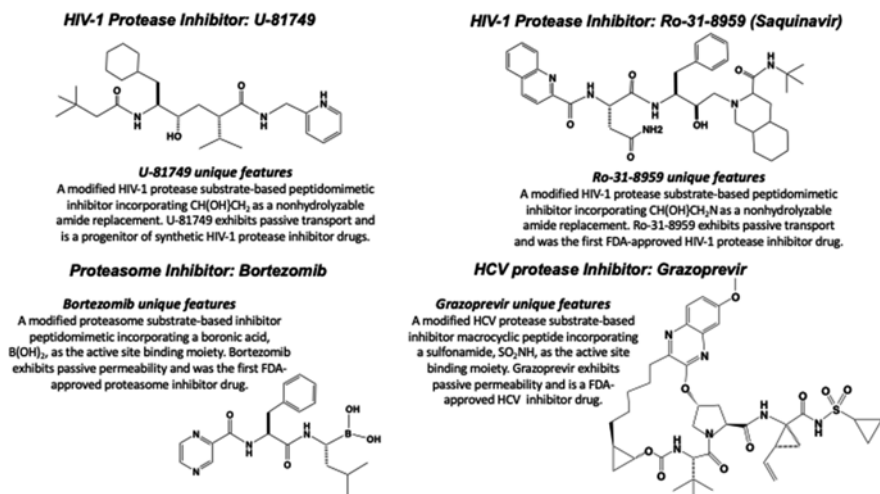 HIV-1 Protease Inhibitor: U-81749
O
N
H
HO
O
N
H
H
N
U-81749 unique features
A modified HIV-1 protease substrate-based peptidomimetic
inhibitor incorporating CH(OH)CH2 as a nonhydrolyzable
amide replacement. U-81749 exhibits passive transport and
is a progenitor of synthetic HIV-1 protease inhibitor drugs.
HIV-1 Protease Inhibitor: Ro-31-8959 (Saquinavir)
N
O
H
N
O
N
H
NH2
O
OH
N
O
H
N
Ro-31-8959 unique features
A modified HIV-1 protease substrate-based peptidomimetic
inhibitor incorporating CH(OH)CH2N as a nonhydrolyzable
amide replacement. Ro-31-8959 exhibits passive transport
and was the first FDA-approved HIV-1 protease inhibitor drug.
Proteasome Inhibitor: Bortezomib
Bortezomib unique features
A modified proteasome substrate-based inhibitor
peptidomimetic incorporating a boronic acid,
B(OH)2, as the active site binding moiety. Bortezomib
exhibits passive permeability and was the first FDA-
approved proteasome inhibitor drug.
N
N
O
N
H
O
H
N
B
OH
OH
HCV protease Inhibitor: Grazoprevir
Grazoprevir unique features
A modified HCV protease substrate-based
inhibitor macrocyclic peptide incorporating
a sulfonamide, SO2NH, as the active site
binding moiety. Grazoprevir exhibits
passive permeability and is a FDA-
approved HCV inhibitor drug.
O
N
N
O
N
O
O
H
N
O
O
H
N
O
NH
S
O
O